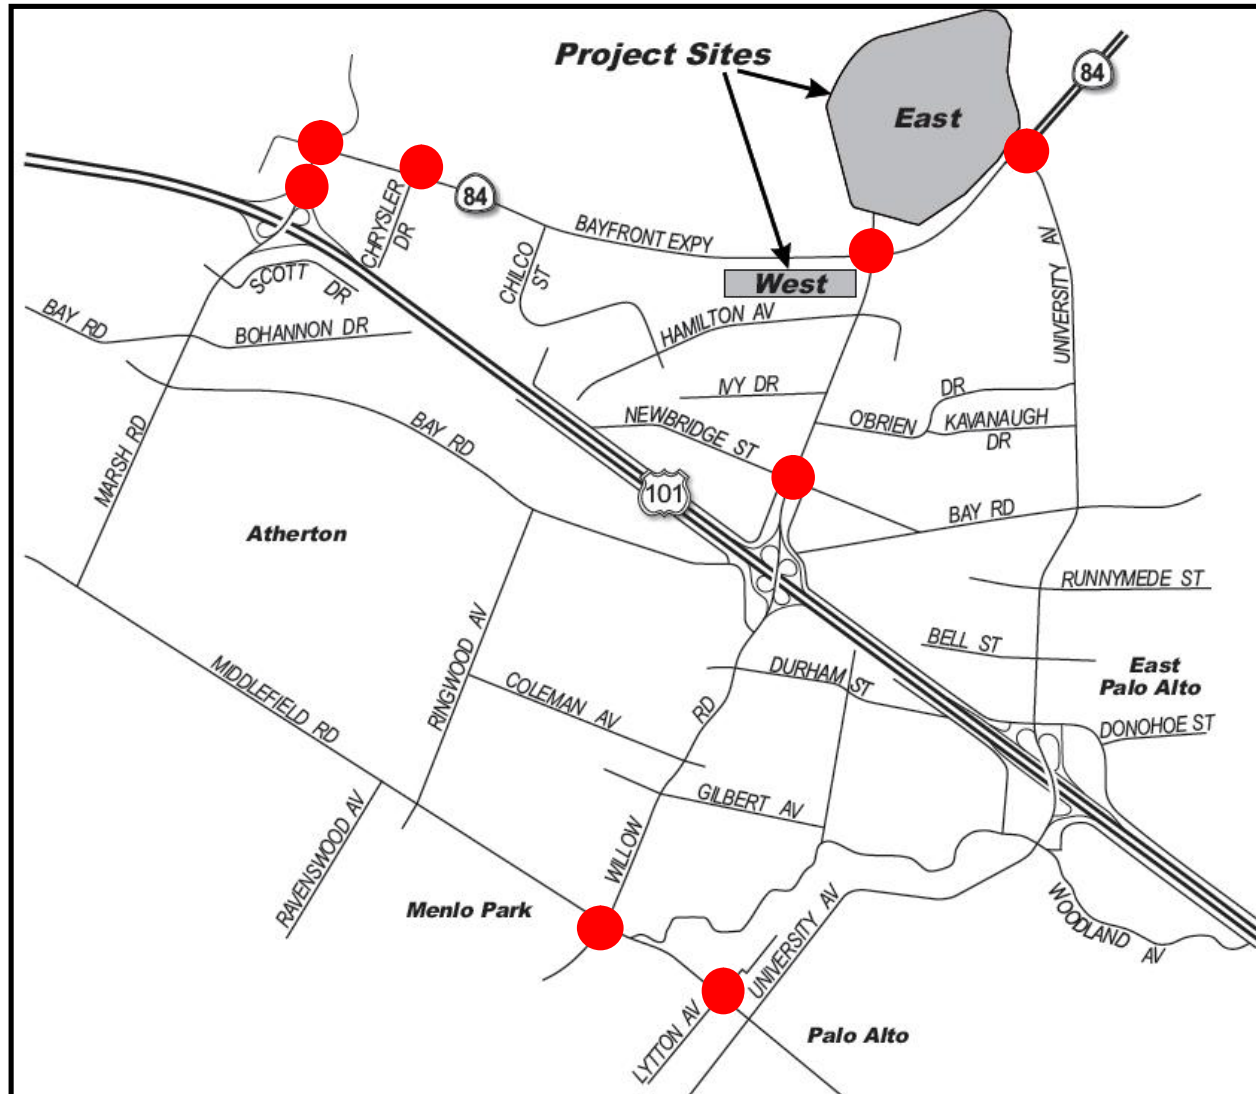 Project Sites
84
East
84
CHRYSLER
DR
BAYFRONT EXPY
UNIVERSITY AV
CHILCO
ST
SCOTT DR
West
BAY RD
BOHANNON DR
HAMILTON AV
IVY DR
DR
NEWBRIDGE ST
O'BRIEN
KAVANAUGH
DR
BAY RD
MARSH RD
101
BAY RD
Atherton
RUNNYMEDE ST
BELL ST
RINGWOOD AV
MIDDLEFIELD RD
DURHAM ST
East
Palo Alto
COLEMAN AV
RD
DONOHOE ST
GILBERT AV
WILLOW
RAVENSWOOD AV
Menlo Park
UNIVERSITY AV
WOODLAND AV
LYTTON AV
Palo Alto